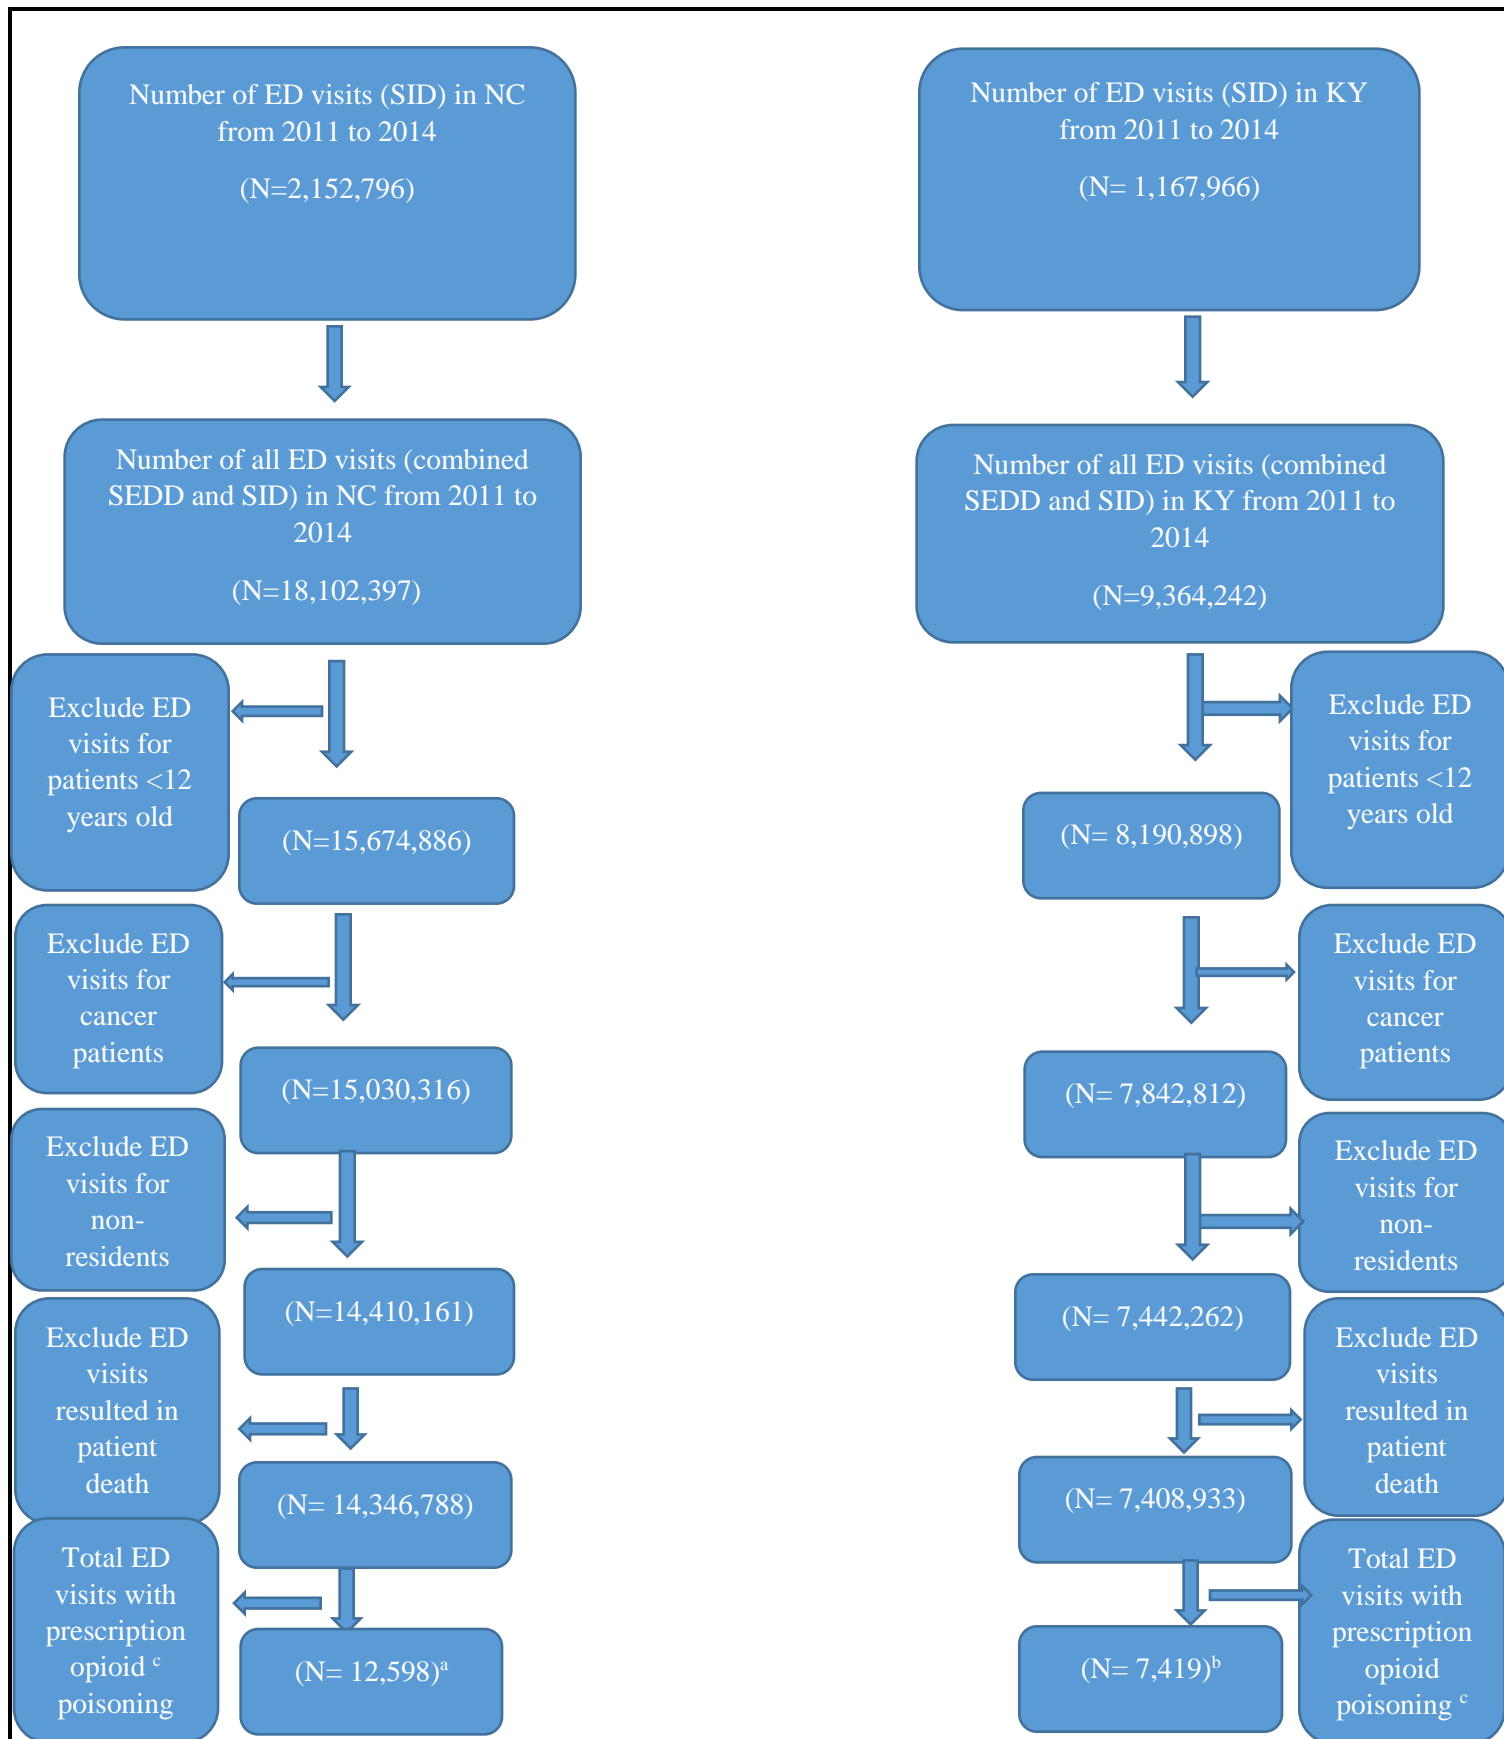 Number of ED visits (SID) in NC
from 2011 to 2014
(N=2,152,796)
Number of all ED visits (combined
SEDD and SID) in NC from 2011 to
2014
(N=18,102,397)
Exclude ED
visits for
patients <12
years old
(N=15,674,886)
Exclude ED
visits for
cancer
patients
(N=15,030,316)
Exclude ED
visits for
non-
residents
(N=14,410,161)
Exclude ED
visits
resulted in
patient
death
(N= 14,346,788)
Total ED
visits with
prescription
opioid c
poisoning
(N= 12,598)a
Number of ED visits (SID) in KY
from 2011 to 2014
(N= 1,167,966)
Number of all ED visits (combined
SEDD and SID) in KY from 2011 to
2014
(N=9,364,242)
Exclude ED
visits for
patients <12
years old
(N= 8,190,898)
Exclude ED
visits for
cancer
patients
(N= 7,842,812)
Exclude ED
visits for
non-
residents
(N= 7,442,262)
Exclude ED
visits
resulted in
patient
death
(N= 7,408,933)
Total ED
visits with
prescription
opioid
poisoning c
(N= 7,419)b